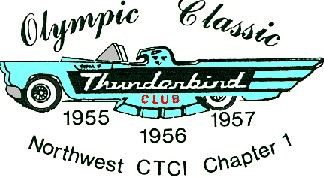 Olympic Classic
Thunderbird
CLUB
1955 1956 1957
Northwest CTCI Chapter 1